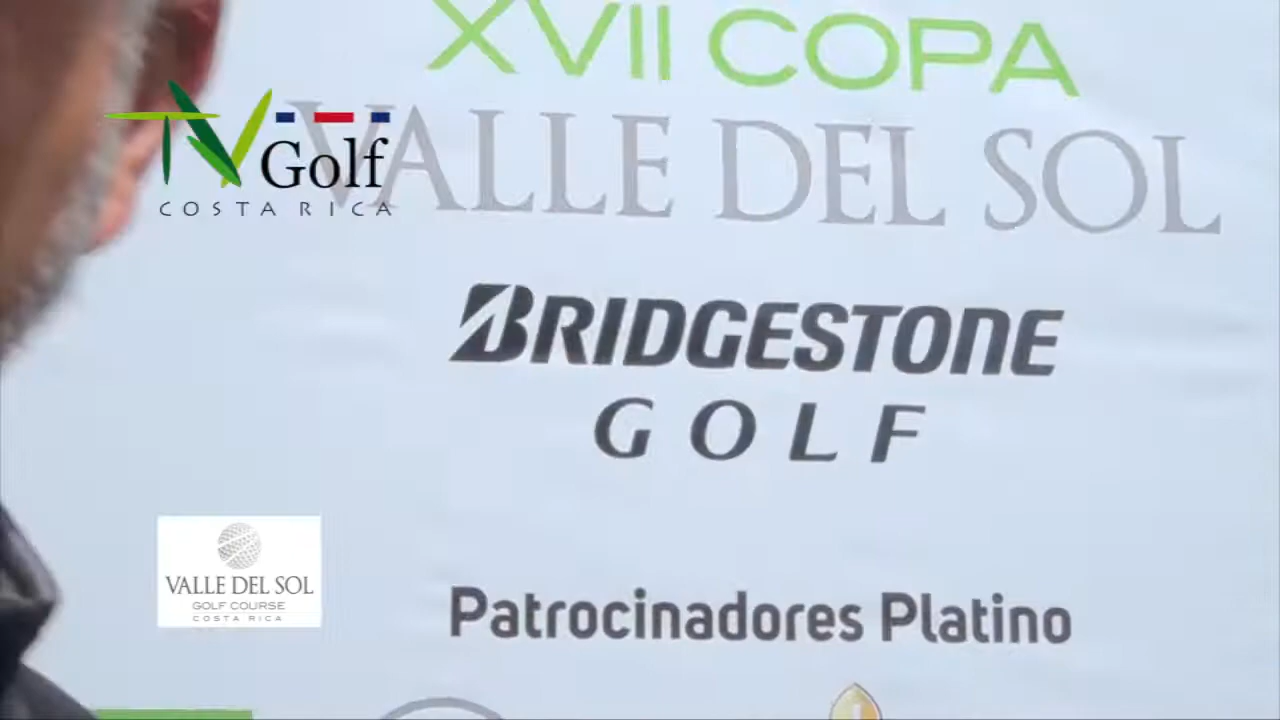 XVII COPA
VALLE DEL SOL
TV Golf
COSTA RICA
BRIDGESTONE
GOLF
VALLE DEL SOL
GOLF COURSE
COSTA RICA
Patrocinadores Platino